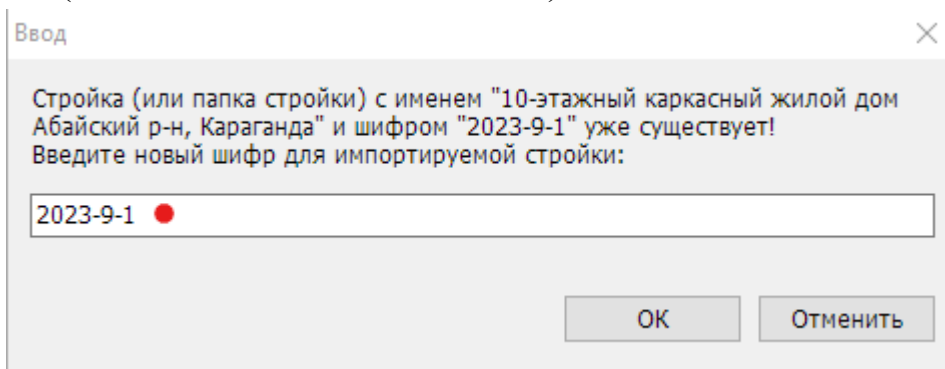 Ввод
Стройка (или папка стройки) с именем "10-этажный каркасный жилой дом
Абайский р-н, Караганда" и шифром "2023-9-1" уже существует!
Введите новый шифр для импортируемой стройки:
2023-9-1
ОК
Отменить